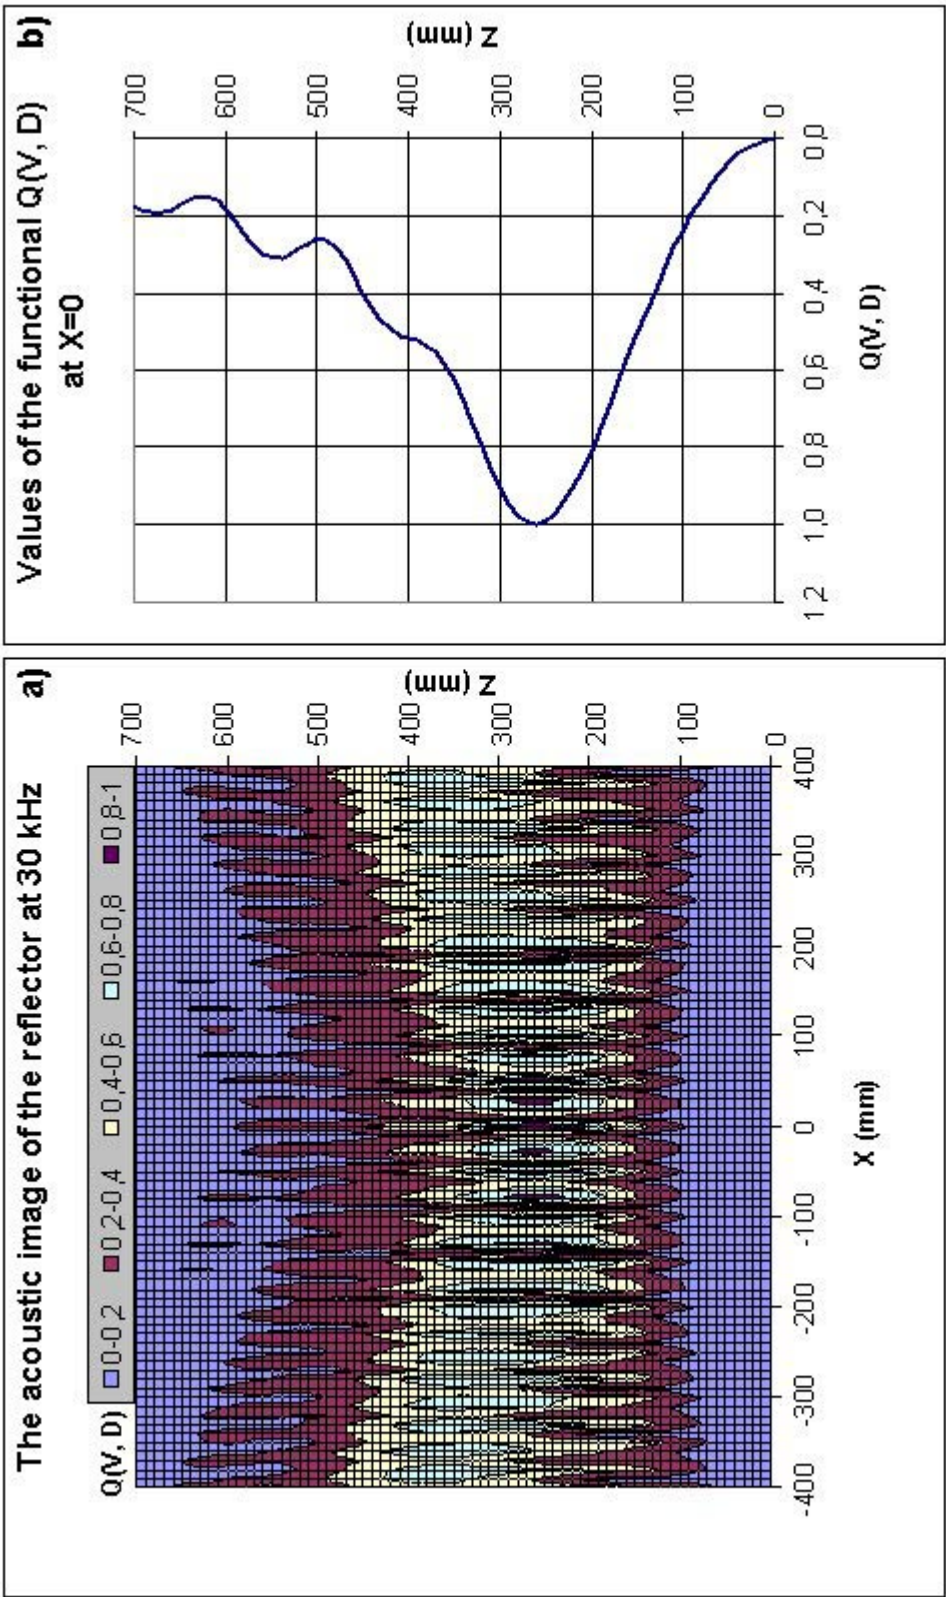 The acoustic image of the reflector at 30 kHz a)
Q(V, D)
0-0,2 0,2-0,4 0,4-0,6 0,6-0,8 0,8-1
700
600
500
400
300
200
100
0
Z (mm)
-400 -300 -200 -100 0 100 200 300 400
X (mm)
Values of the functional Q(V, D) b)
at X=0
700
600
500
400
300
200
100
0
Z (mm)
1,2 1,0 0,8 0,6 0,4 0,2 0,0
Q(V, D)